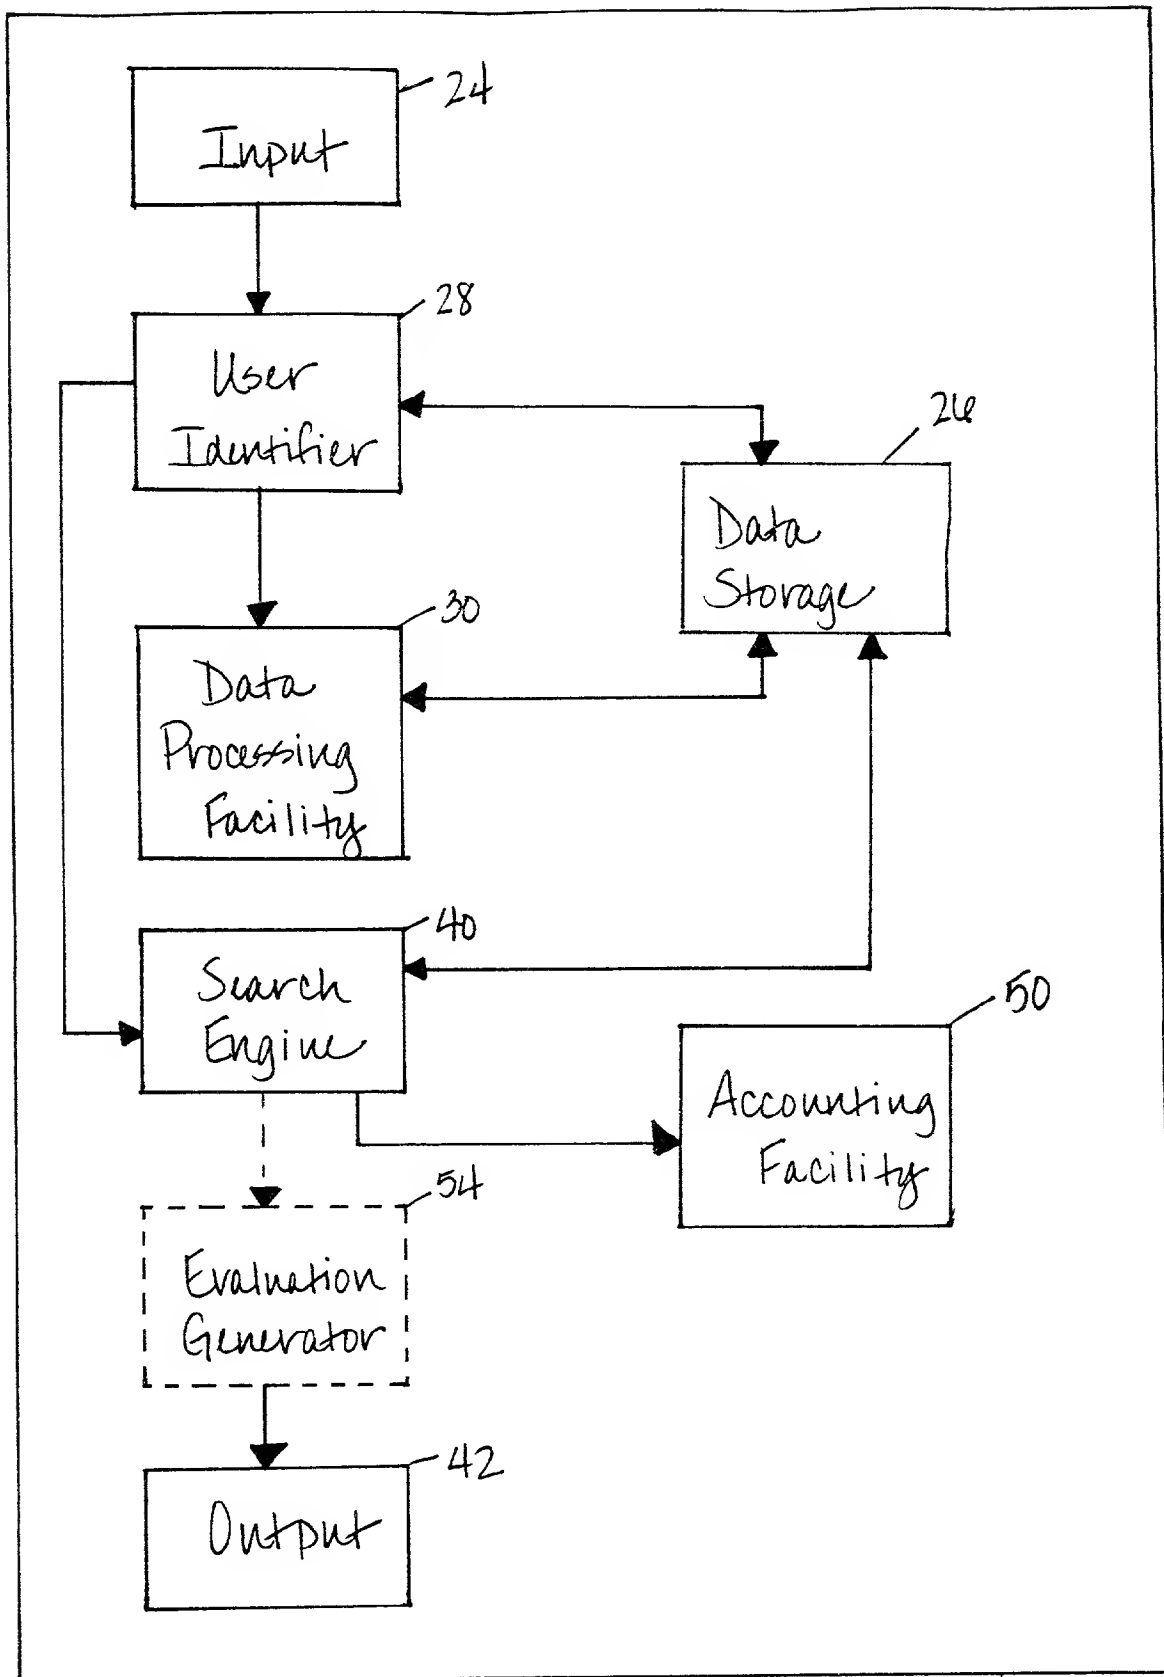 24
Input
28
User
Identifier
26
Data
Storage
30
Data
Processing
Facility
40
Search
Engine
50
Accounting
Facility
54
Evaluation
Generator
42
Output